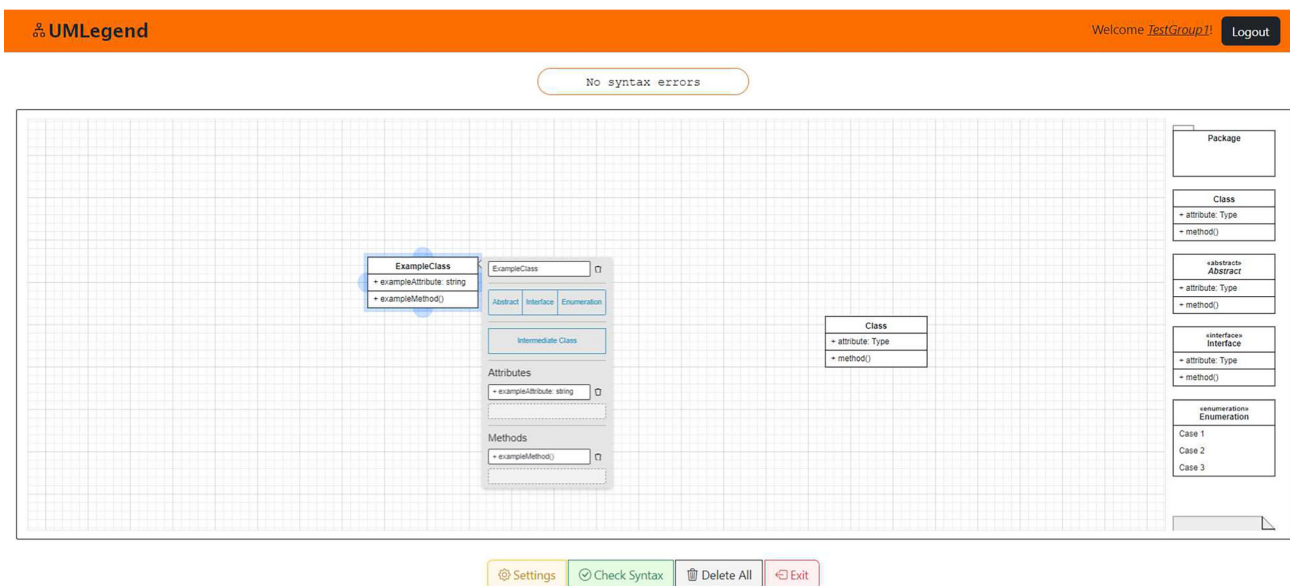 UMLegend
Welcome TestGroup1!
Logout
No syntax errors
ExampleClass
+ exampleAttribute: string
+ exampleMethod()
ExampleClass
Abstract Interface Enumeration
Intermediate Class
Attributes
+ exampleAttribute: string
Methods
+ exampleMethod()
Class
+ attribute: Type
+ method()
Package
Class
+ attribute: Type
+ method()
«abstract»
Abstract
+ attribute: Type
+ method()
«interface»
Interface
+ attribute: Type
+ method()
«enumeration»
Enumeration
Case 1
Case 2
Case 3
Settings Check Syntax Delete All Exit